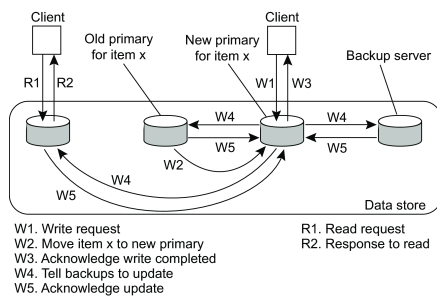 Client
Client
Old primary
for item x
New primary
for item x
Backup server
R1
R2
W1
W3
W4
W4
W5
W5
W2
W4
W5
Data store
W1. Write request
W2. Move item x to new primary
W3. Acknowledge write completed
W4. Tell backups to update
W5. Acknowledge update
R1. Read request
R2. Response to read